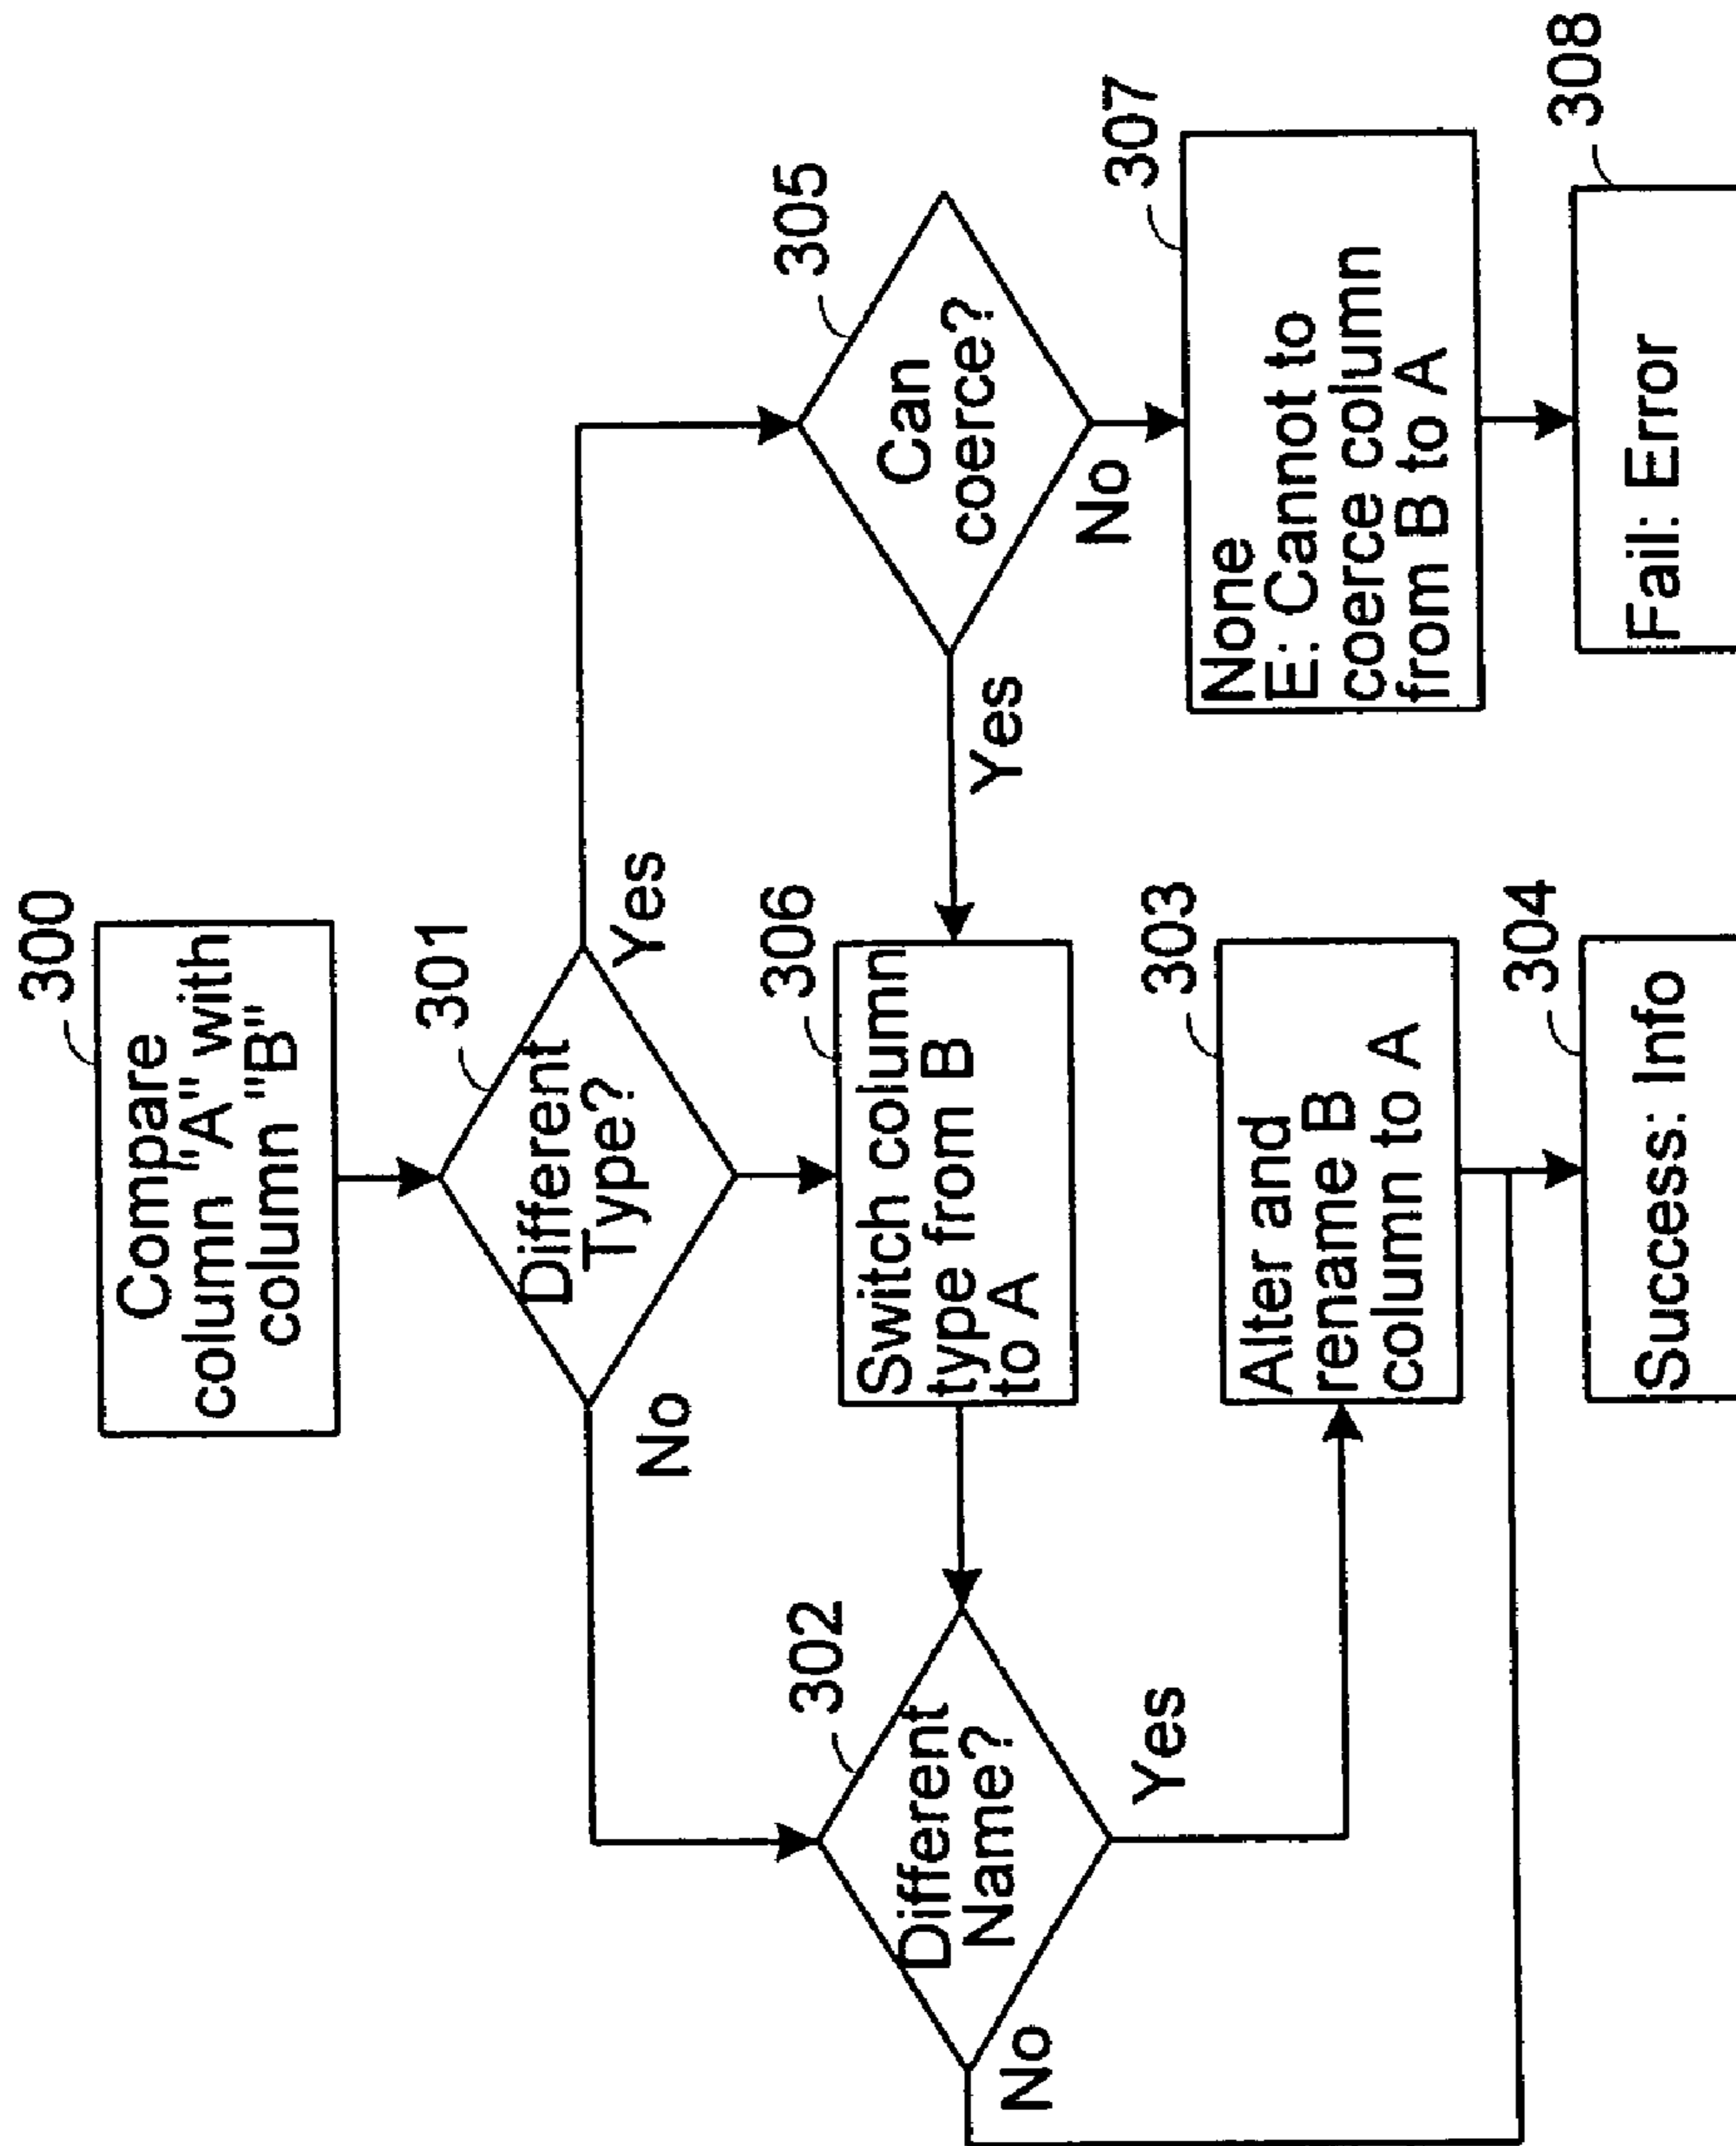 300
Compare
column "A" with
column "B"
301
Different
Type?
No
Yes
302
Different
Name?
No
Yes
306
Switch column
type from B
to A
305
Can
coerce?
Yes
No
303
Alter and
rename B
column to A
307
None
E: Cannot to
coerce column
from B to A
304
Success: Info
308
Fail: Error